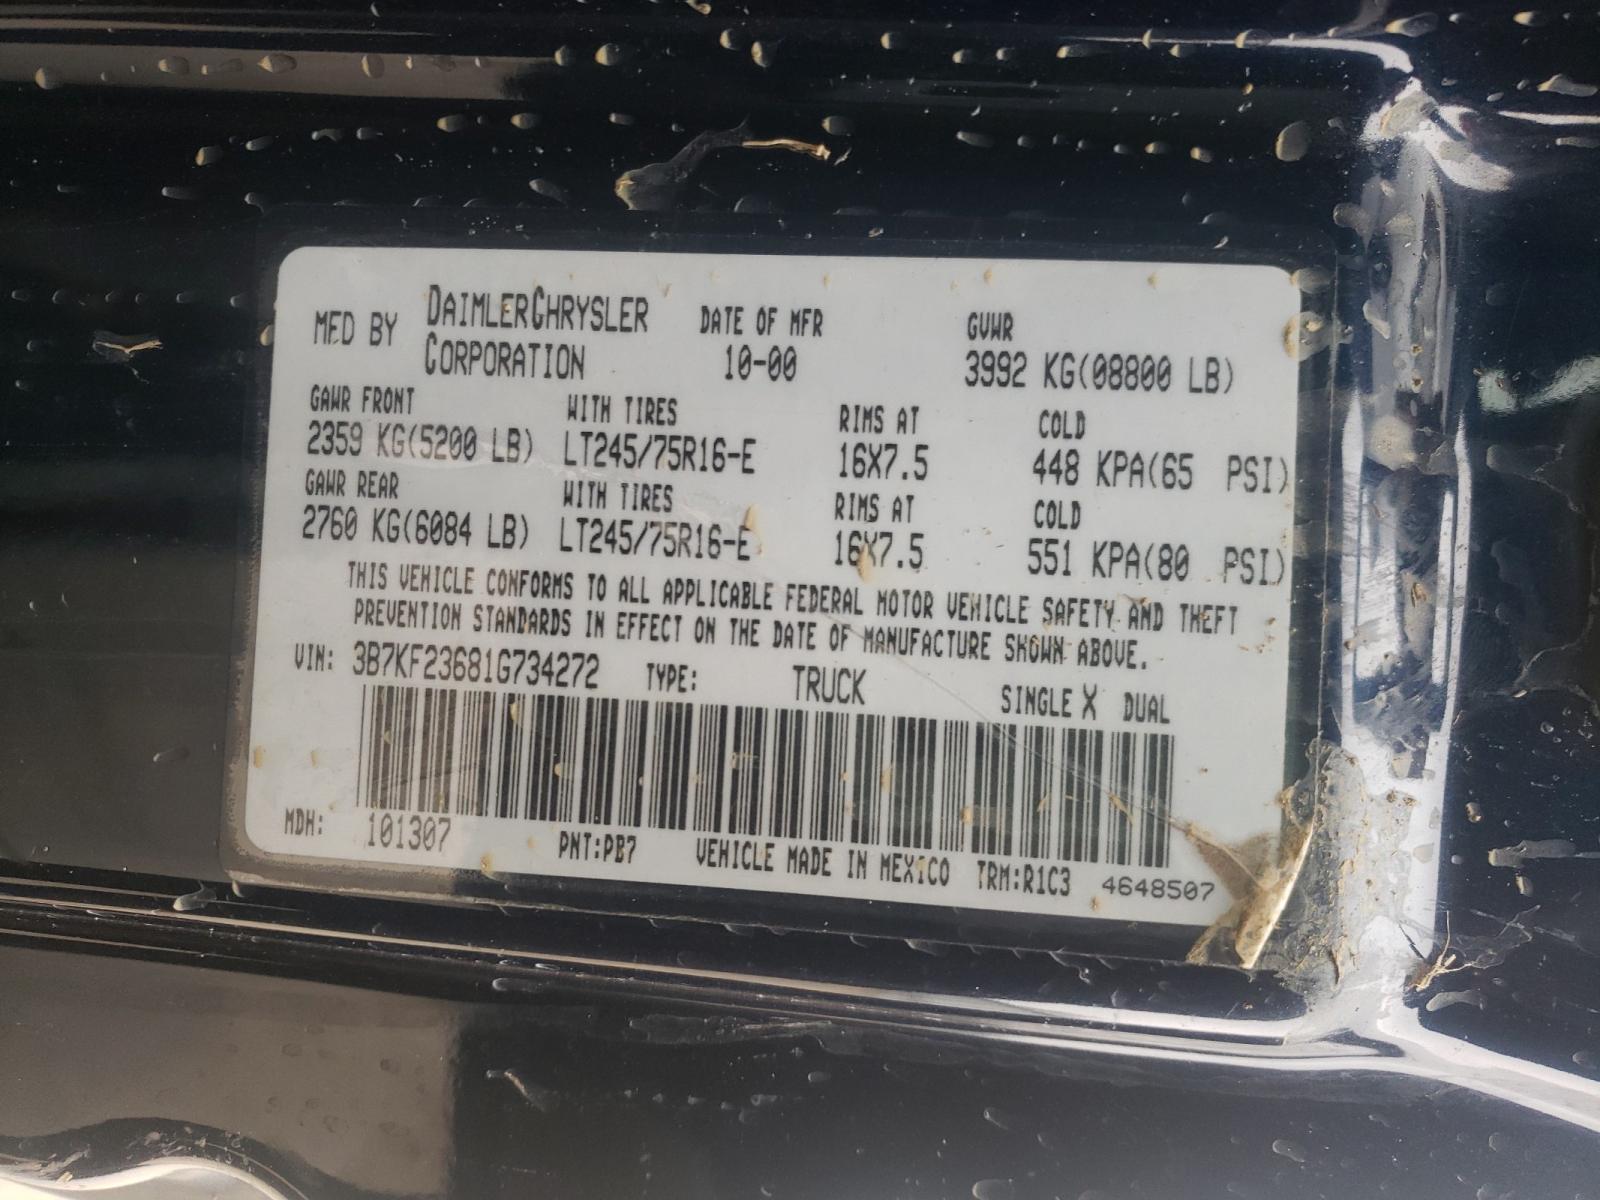 MFD BY DAIMLERCHRYSLER CORPORATION DATE OF MFR 10-00 GVWR 3992 KG(08800 LB)
GAWR FRONT WITH TIRES RIMS AT COLD
2359 KG(5200 LB) LT245/75R16-E 16X7.5 448 KPA(65 PSI)
GAWR REAR WITH TIRES RIMS AT COLD
2760 KG(6084 LB) LT245/75R16-E 16X7.5 551 KPA(80 PSI)
THIS VEHICLE CONFORMS TO ALL APPLICABLE FEDERAL MOTOR VEHICLE SAFETY AND THEFT
PREVENTION STANDARDS IN EFFECT ON THE DATE OF MANUFACTURE SHOWN ABOVE.
VIN: 3B7KF23681G734272 TYPE: TRUCK SINGLE X DUAL
MDH: 101307 PNT:PB7 VEHICLE MADE IN MEXICO TRM:R1C3 4648507